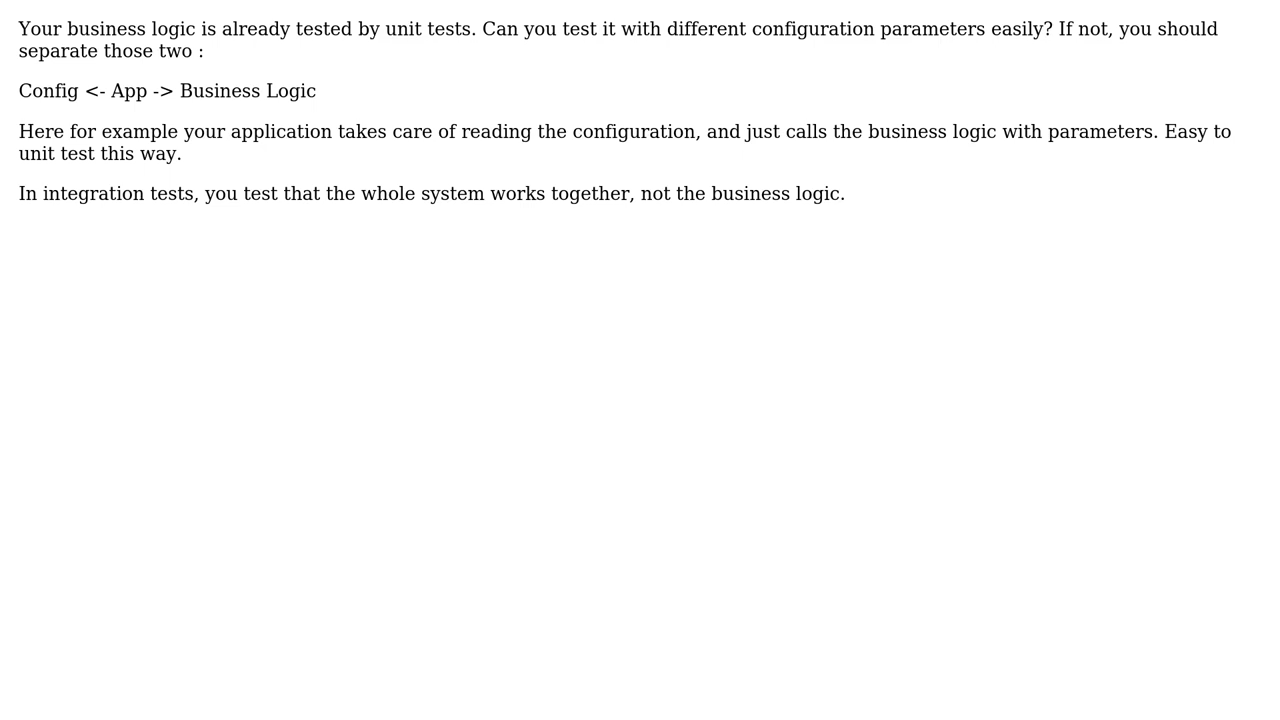 Your business logic is already tested by unit tests. Can you test it with different configuration parameters easily? If not, you should
separate those two :
Config <- App -> Business Logic
Here for example your application takes care of reading the configuration, and just calls the business logic with parameters. Easy to
unit test this way.
In integration tests, you test that the whole system works together, not the business logic.